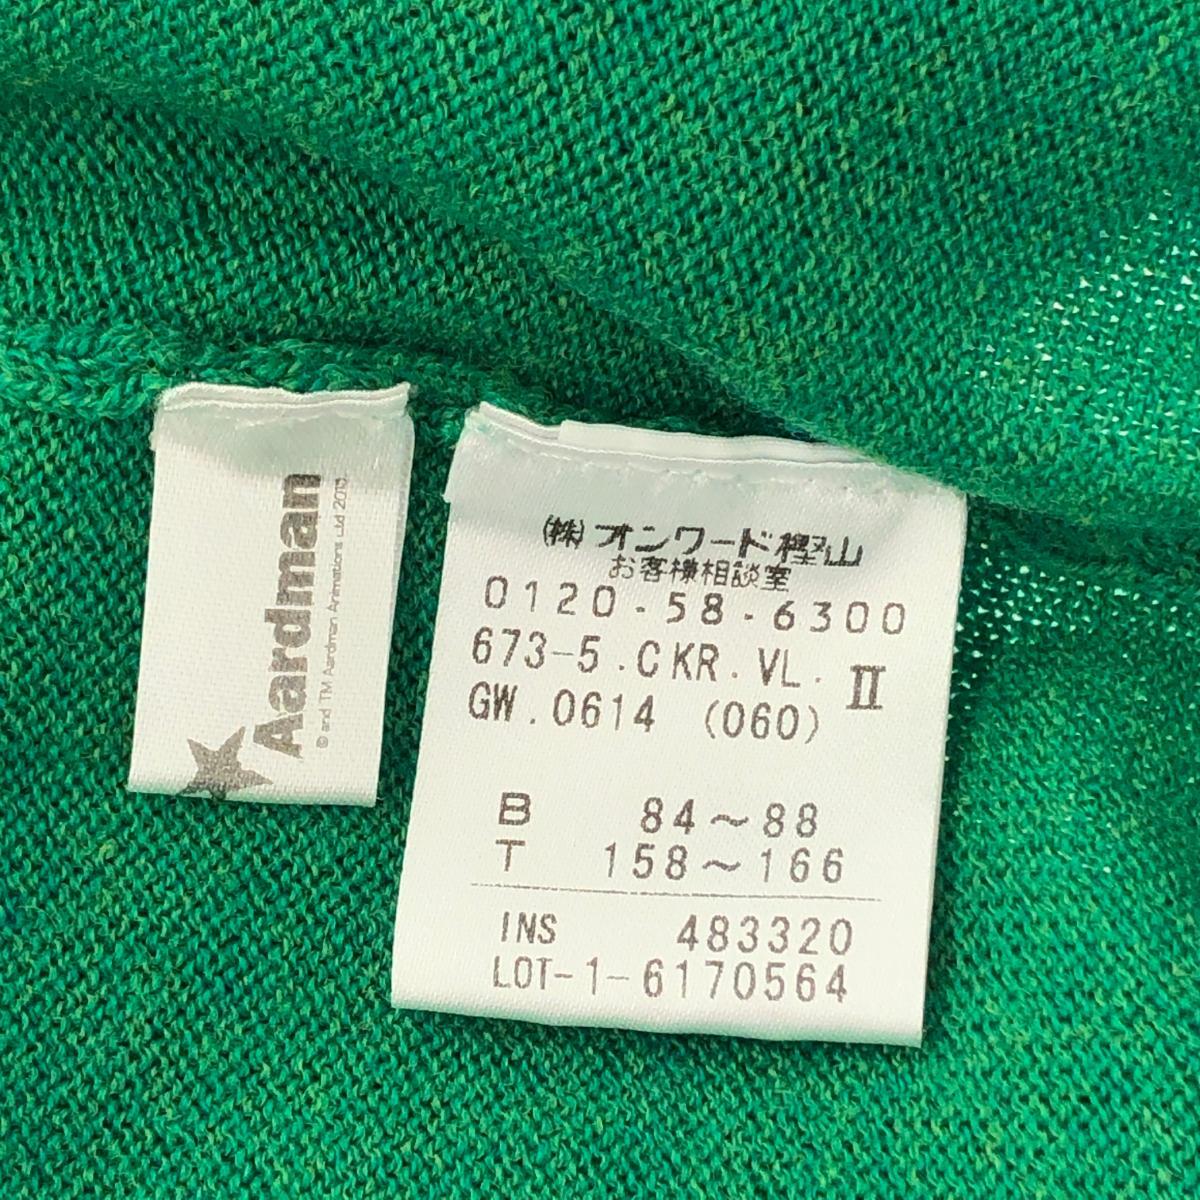 Aardman
© and TM Aardman Animations Ltd 2015.
(株)オンワード樫山
お客様相談室
0120-58-6300
673-5.CKR.VL. II
GW.0614 (060)
B 84〜88
T 158〜166
INS 483320
LOT-1-6170564